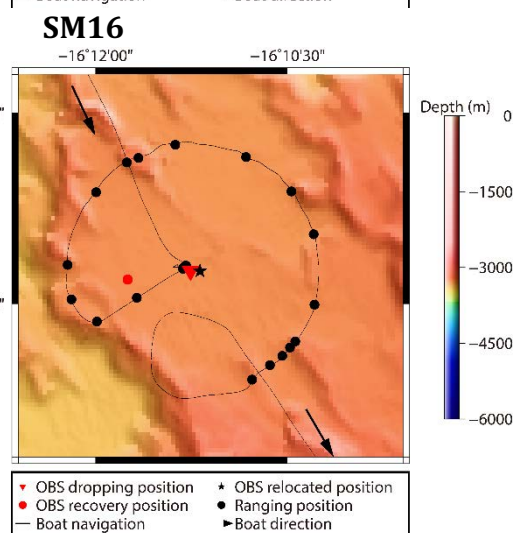 SM16
−16˚12'00" −16˚10'30"
Depth (m)
0
−1500
−3000
−4500
−6000
OBS dropping position OBS relocated position
OBS recovery position Ranging position
Boat navigation Boat direction